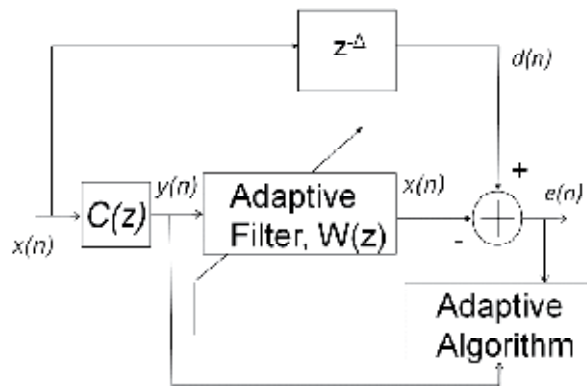 z-Δ
d(n)
y(n)
x(n)
+
e(n)
C(z)
Adaptive
Filter, W(z)
x(n)
-
Adaptive
Algorithm